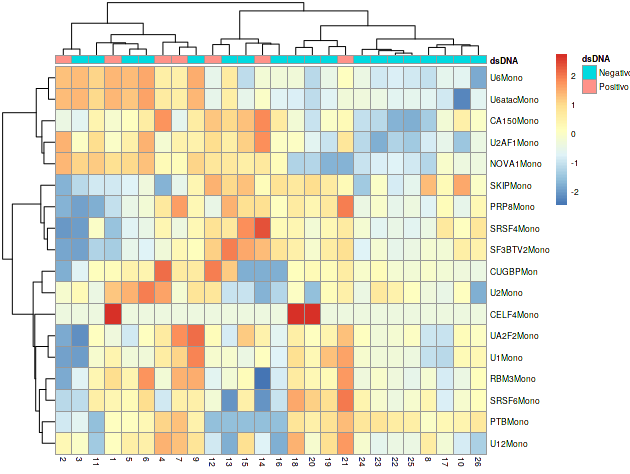 dsDNA
dsDNA
Negativo
Positivo
2
1
0
-1
-2
U6Mono
U6atacMono
CA150Mono
U2AF1Mono
NOVA1Mono
SKIPMono
PRP8Mono
SRSF4Mono
SF3BTV2Mono
CUGBPMon
U2Mono
CELF4Mono
UA2F2Mono
U1Mono
RBM3Mono
SRSF6Mono
PTBMono
U12Mono
2 3 11 1 5 6 4 7 9 12 13 15 14 16 18 20 19 21 24 23 22 25 8 17 10 26